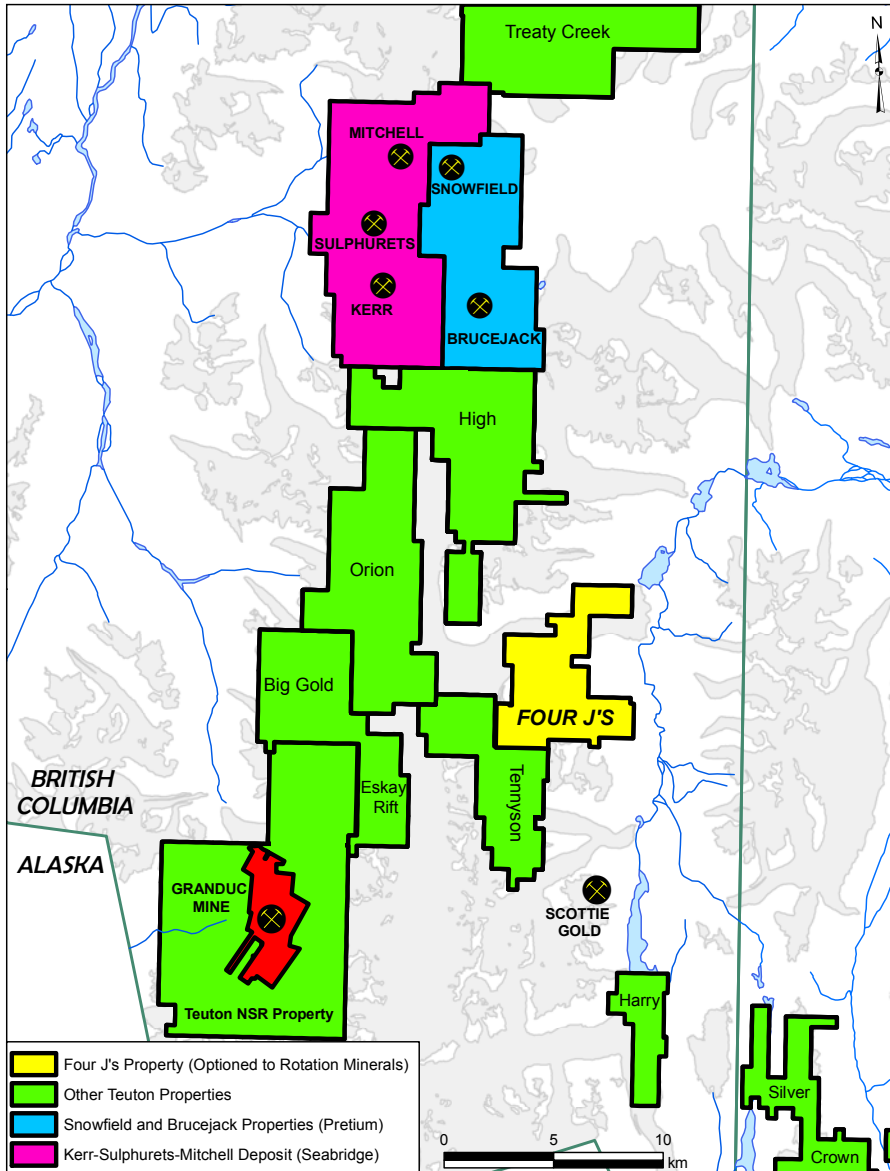 Treaty Creek
N
MITCHELL
SNOWFIELD
SULPHURETS
KERR
BRUCEJACK
High
Orion
Big Gold
FOUR J'S
Eskay
Rift
Tennyson
BRITISH
COLUMBIA
ALASKA
GRANDUC
MINE
SCOTTIE
GOLD
Harry
Teuton NSR Property
Silver
Crown
Four J's Property (Optioned to Rotation Minerals)
Other Teuton Properties
Snowfield and Brucejack Properties (Pretium)
Kerr-Sulphurets-Mitchell Deposit (Seabridge)
0 5 10
km